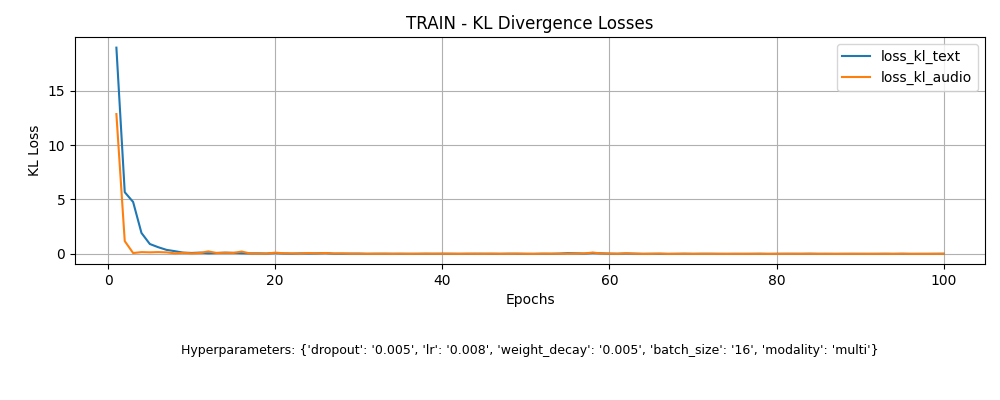 TRAIN - KL Divergence Losses
loss_kl_text
loss_kl_audio
KL Loss
15
10
5
0
0 20 40 60 80 100
Epochs
Hyperparameters: {'dropout': '0.005', 'lr': '0.008', 'weight_decay': '0.005', 'batch_size': '16', 'modality': 'multi'}